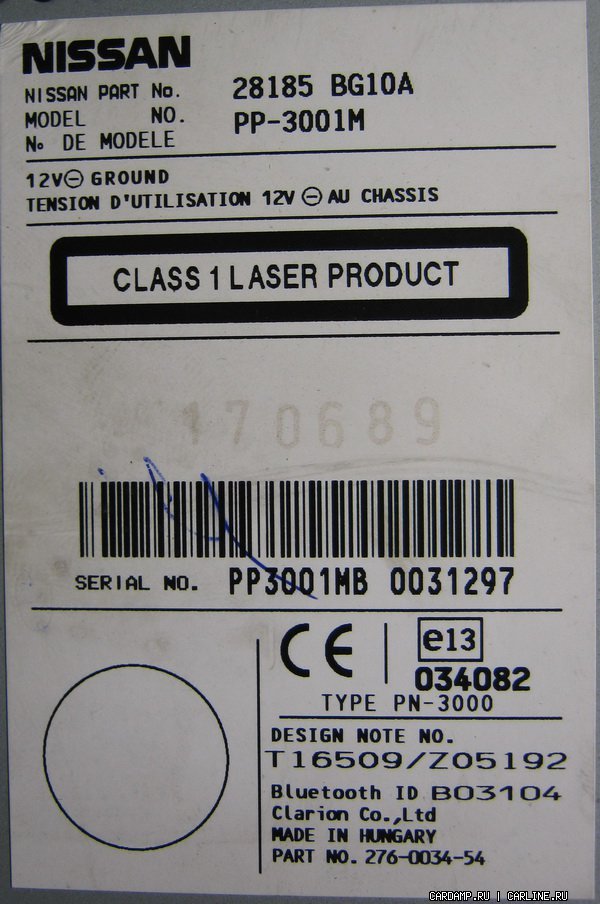 NISSAN
NISSAN PART No. 28185 BG10A
MODEL NO. PP-3001M
No DE MODELE
12V⊖ GROUND
TENSION D'UTILISATION 12V ⊖ AU CHASSIS
CLASS 1 LASER PRODUCT
170689
SERIAL NO. PP3001MB 0031297
CE e13
034082
TYPE PN-3000
DESIGN NOTE NO.
T16509/Z05192
Bluetooth ID B03104
Clarion Co.,Ltd
MADE IN HUNGARY
PART NO. 276-0034-54
CARDAMP.RU | CARLINE.RU